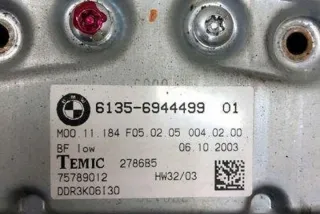 6135-6944499 01
M00.11.184 F05.02.05 004.02.00
BF low 06.10.2003
TEMIC 278685
75789012 HW32/03
DDR3K06130